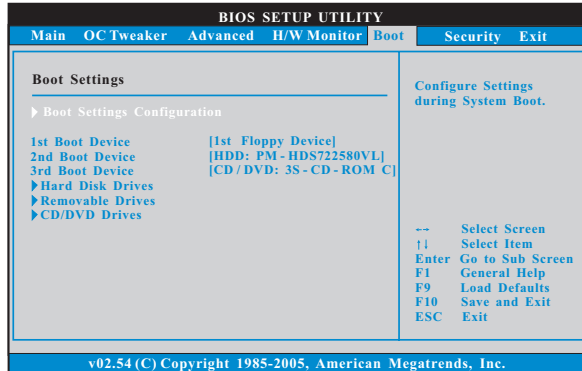 BIOS SETUP UTILITY
Main OC Tweaker Advanced H/W Monitor Boot Security Exit
Boot Settings
Boot Settings Configuration
1st Boot Device [1st Floppy Device]
2nd Boot Device [HDD: PM - HDS722580VL]
3rd Boot Device [CD / DVD: 3S - CD - ROM C]
Hard Disk Drives
Removable Drives
CD/DVD Drives
Configure Settings
during System Boot.
←→ Select Screen
↑↓ Select Item
Enter Go to Sub Screen
F1 General Help
F9 Load Defaults
F10 Save and Exit
ESC Exit
v02.54 (C) Copyright 1985-2005, American Megatrends, Inc.